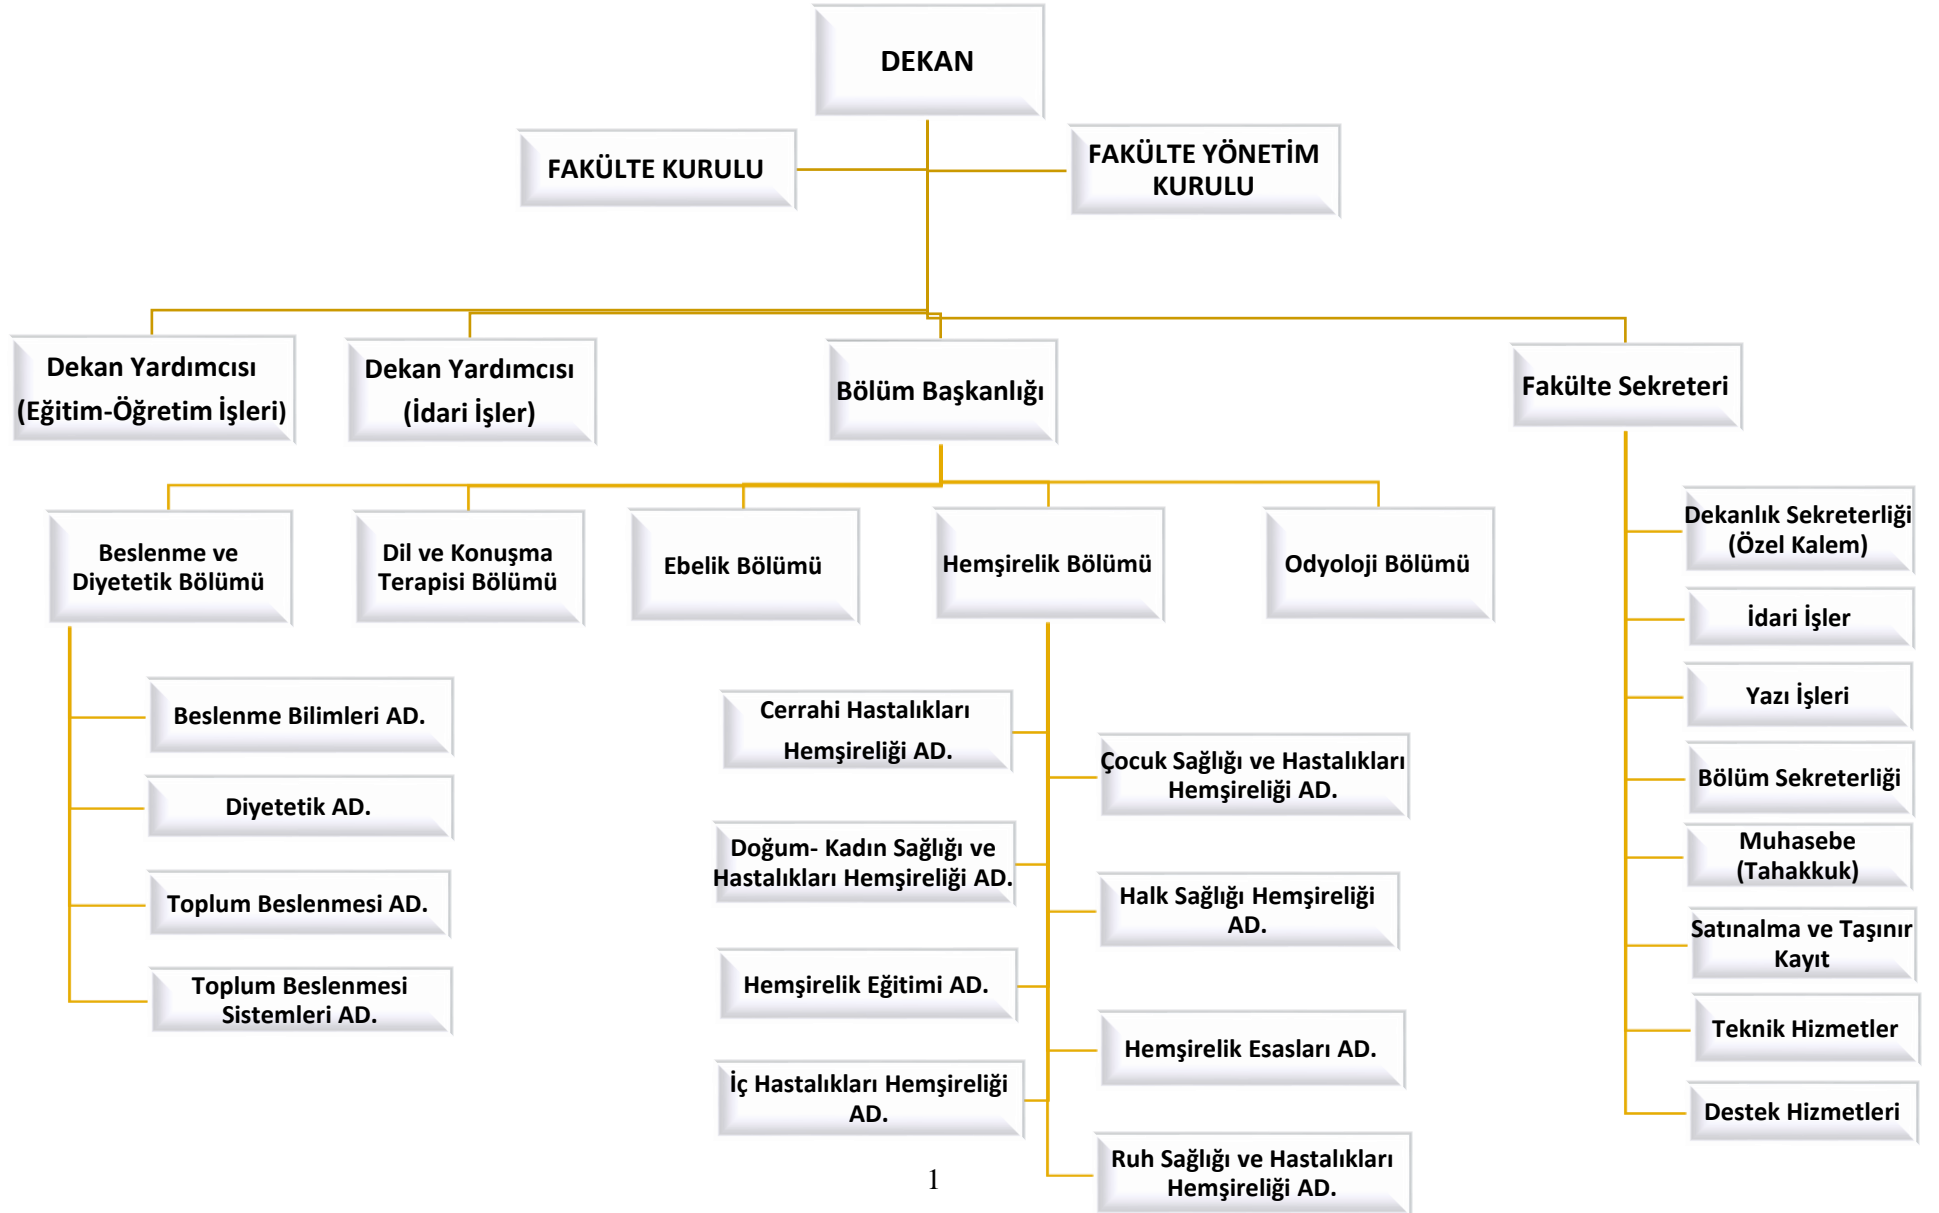 DEKAN
FAKÜLTE KURULU
FAKÜLTE YÖNETİM
KURULU
Dekan Yardımcısı
(Eğitim-Öğretim İşleri)
Dekan Yardımcısı
(İdari İşler)
Bölüm Başkanlığı
Fakülte Sekreteri
Beslenme ve
Diyetetik Bölümü
Dil ve Konuşma
Terapisi Bölümü
Ebelik Bölümü
Hemşirelik Bölümü
Odyoloji Bölümü
Beslenme Bilimleri AD.
Diyetetik AD.
Toplum Beslenmesi AD.
Toplum Beslenmesi
Sistemleri AD.
Cerrahi Hastalıkları
Hemşireliği AD.
Doğum- Kadın Sağlığı ve
Hastalıkları Hemşireliği AD.
Hemşirelik Eğitimi AD.
İç Hastalıkları Hemşireliği
AD.
Çocuk Sağlığı ve Hastalıkları
Hemşireliği AD.
Halk Sağlığı Hemşireliği
AD.
Hemşirelik Esasları AD.
Ruh Sağlığı ve Hastalıkları
Hemşireliği AD.
Dekanlık Sekreterliği
(Özel Kalem)
İdari İşler
Yazı İşleri
Bölüm Sekreterliği
Muhasebe
(Tahakkuk)
Satınalma ve Taşınır
Kayıt
Teknik Hizmetler
Destek Hizmetleri
1